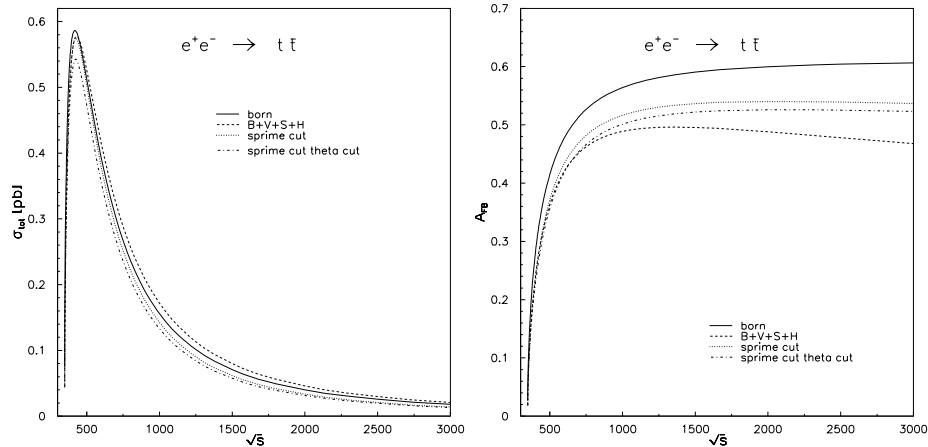 0.6
0.5
0.4
0.3
0.2
0.1
0
500 1000 1500 2000 2500 3000
√s
σtot [pb]
e+e− → t t̄
born
B+V+S+H
sprime cut
sprime cut theta cut
0.7
0.6
0.5
0.4
0.3
0.2
0.1
0
500 1000 1500 2000 2500 3000
√s
AFB
e+e− → t t̄
born
B+V+S+H
sprime cut
sprime cut theta cut